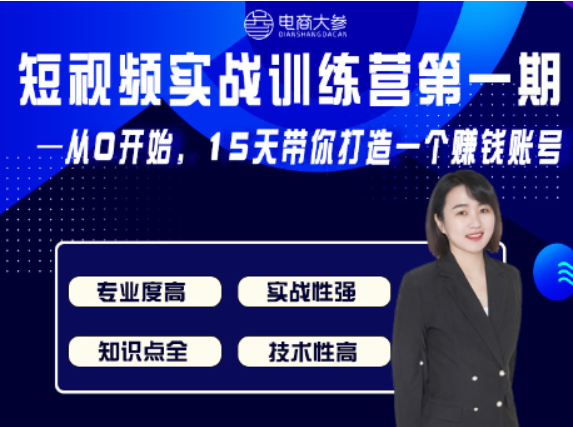 电商大参
DIANSHANGDACAN
短视频实战训练营第一期
—从0开始，15天带你打造一个赚钱账号
专业度高
实战性强
知识点全
技术性高